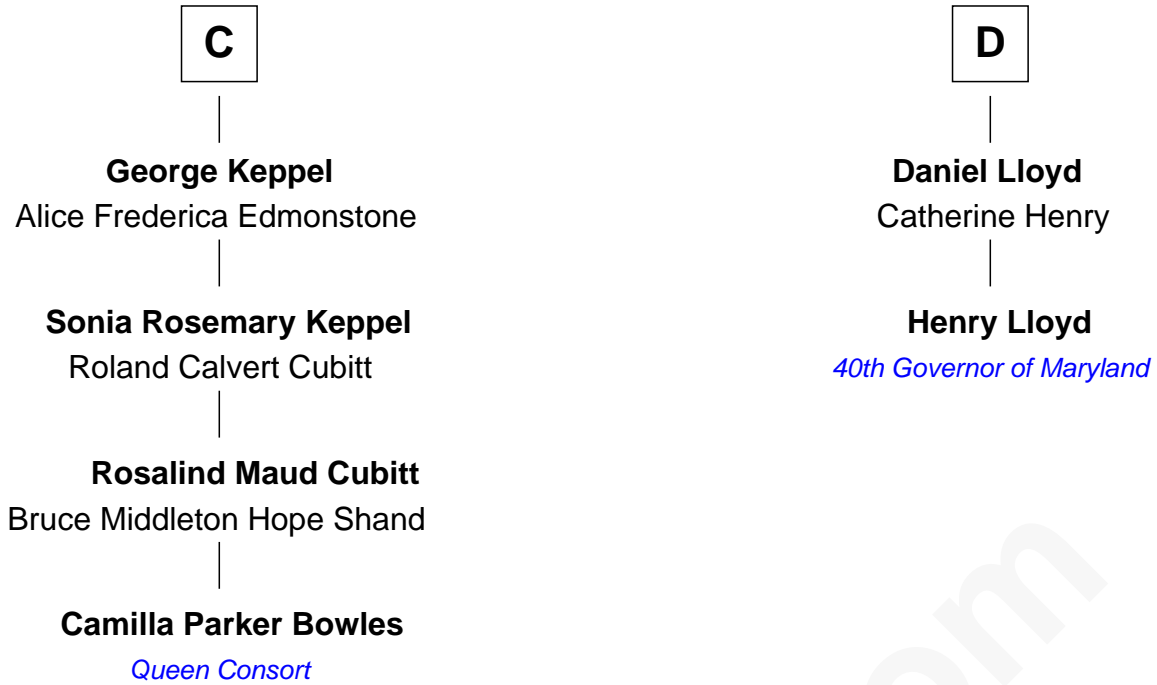 C
George Keppel
Alice Frederica Edmonstone
Sonia Rosemary Keppel
Roland Calvert Cubitt
Rosalind Maud Cubitt
Bruce Middleton Hope Shand
Camilla Parker Bowles
Queen Consort
D
Daniel Lloyd
Catherine Henry
Henry Lloyd
40th Governor of Maryland
om